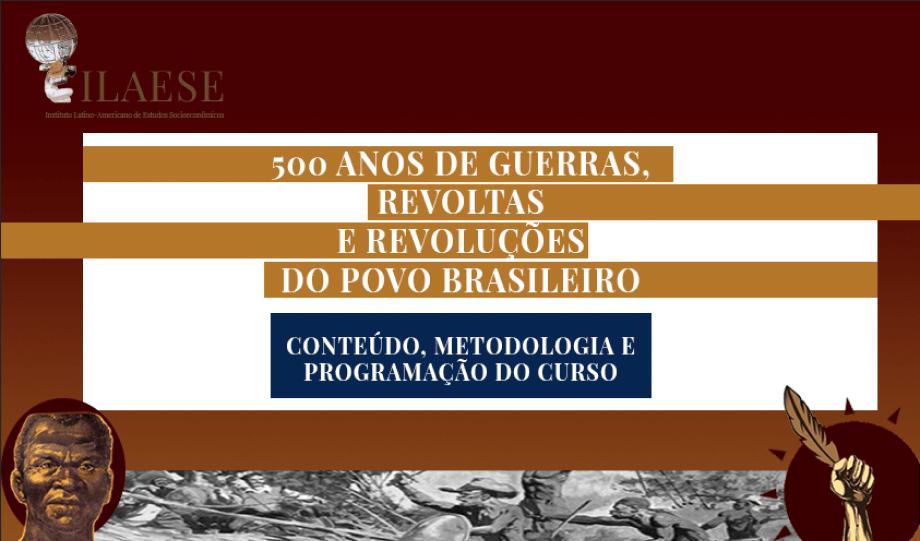 ILAESE
Instituto Latino-Americano de Estudos Socioeconômicos
500 ANOS DE GUERRAS,
REVOLTAS
E REVOLUÇÕES
DO POVO BRASILEIRO
CONTEÚDO, METODOLOGIA E
PROGRAMAÇÃO DO CURSO